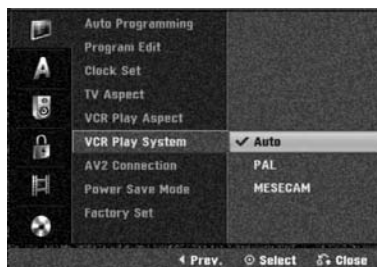 Auto Programming
Program Edit
A
Clock Set
TV Aspect
VCR Play Aspect
VCR Play System
✓ Auto
AV2 Connection
PAL
Power Save Mode
MESECAM
Factory Set
Prev.
Select
Close